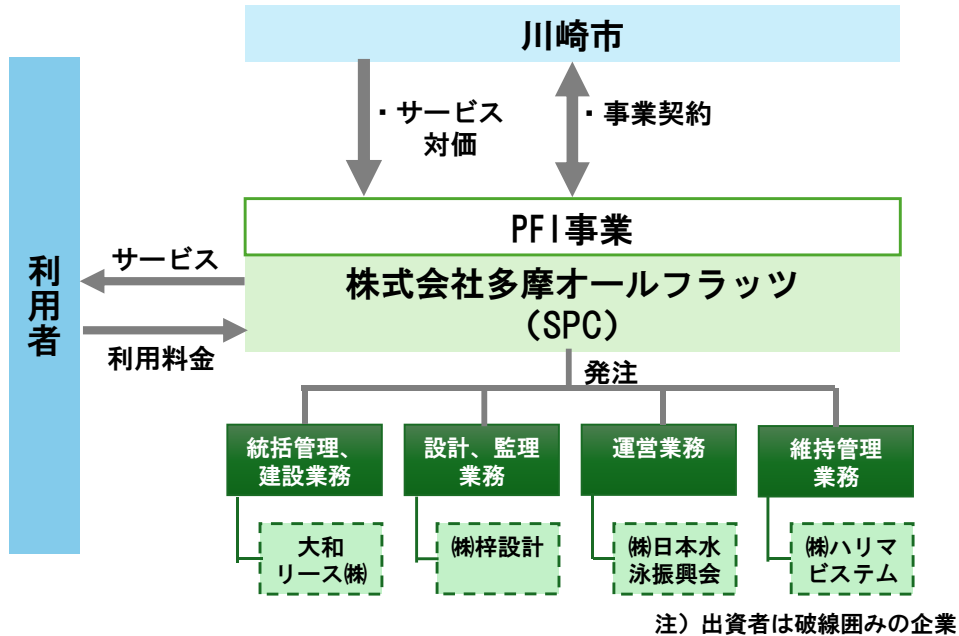 川崎市
・サービス
対価
・事業契約
PFI事業
株式会社多摩オールフラッツ
（SPC）
利用者
サービス
利用料金
発注
統括管理、
建設業務
設計、監理
業務
運営業務
維持管理
業務
大和
リース㈱
㈱梓設計
㈱日本水
泳振興会
㈱ハリマ
ビステム
注）出資者は破線囲みの企業